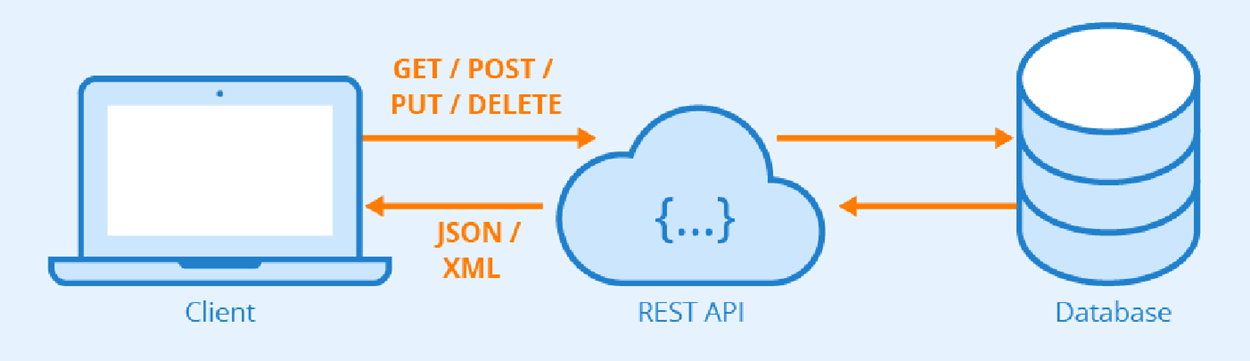 GET / POST /
PUT / DELETE
{...}
JSON /
XML
Client
REST API
Database